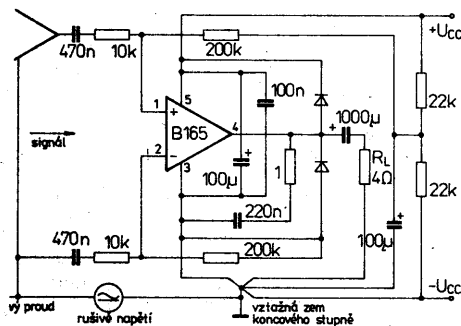 +Ucc
470n
10k
200k
100n
22k
1
5
+
B165
4
1000µ
+
signál
2
−
3
+
100µ
1
RL
4Ω
22k
220n
+
100µ
470n
10k
200k
−Ucc
vý proud
rušivé napětí
vztažná zem
koncového stupně